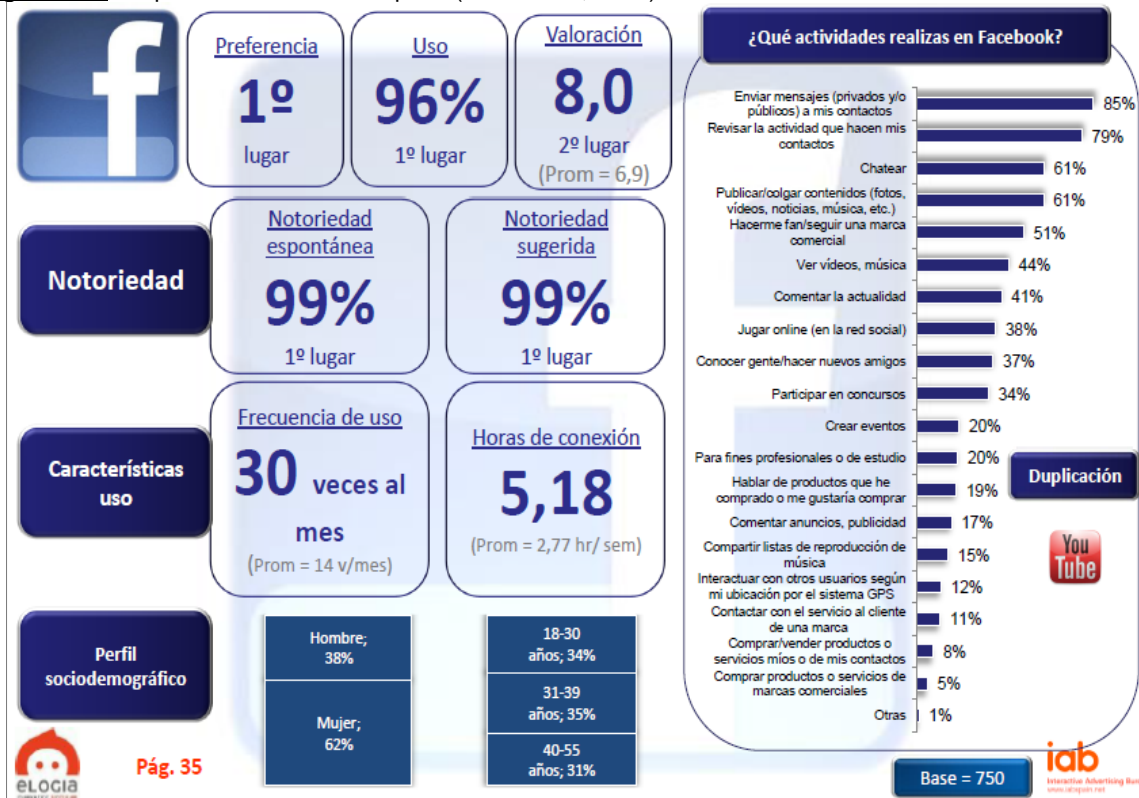 f
Preferencia
1º
lugar
Uso
96%
1º lugar
Valoración
8,0
2º lugar
(Prom = 6,9)
Notoriedad
Notoriedad
espontánea
99%
1º lugar
Notoriedad
sugerida
99%
1º lugar
Características
uso
Frecuencia de uso
30 veces al
mes
(Prom = 14 v/mes)
Horas de conexión
5,18
(Prom = 2,77 hr/ sem)
Perfil
sociodemográfico
Hombre;
38%
Mujer;
62%
18-30
años; 34%
31-39
años; 35%
40-55
años; 31%
¿Qué actividades realizas en Facebook?
Enviar mensajes (privados y/o
públicos) a mis contactos
85%
Revisar la actividad que hacen mis
contactos
79%
Chatear
61%
Publicar/colgar contenidos (fotos,
vídeos, noticias, música, etc.)
61%
Hacerme fan/seguir una marca
comercial
51%
Ver vídeos, música
44%
Comentar la actualidad
41%
Jugar online (en la red social)
38%
Conocer gente/hacer nuevos amigos
37%
Participar en concursos
34%
Crear eventos
20%
Para fines profesionales o de estudio
20%
Hablar de productos que he
comprado o me gustaría comprar
19%
Comentar anuncios, publicidad
17%
Compartir listas de reproducción de
música
15%
Interactuar con otros usuarios según
mi ubicación por el sistema GPS
12%
Contactar con el servicio al cliente
de una marca
11%
Comprar/vender productos o
servicios míos o de mis contactos
8%
Comprar productos o servicios de
marcas comerciales
5%
Otras
1%
Duplicación
You
Tube
eLOGIA
Pág. 35
Base = 750
iab
Interactive Advertising
www.iabspain.net